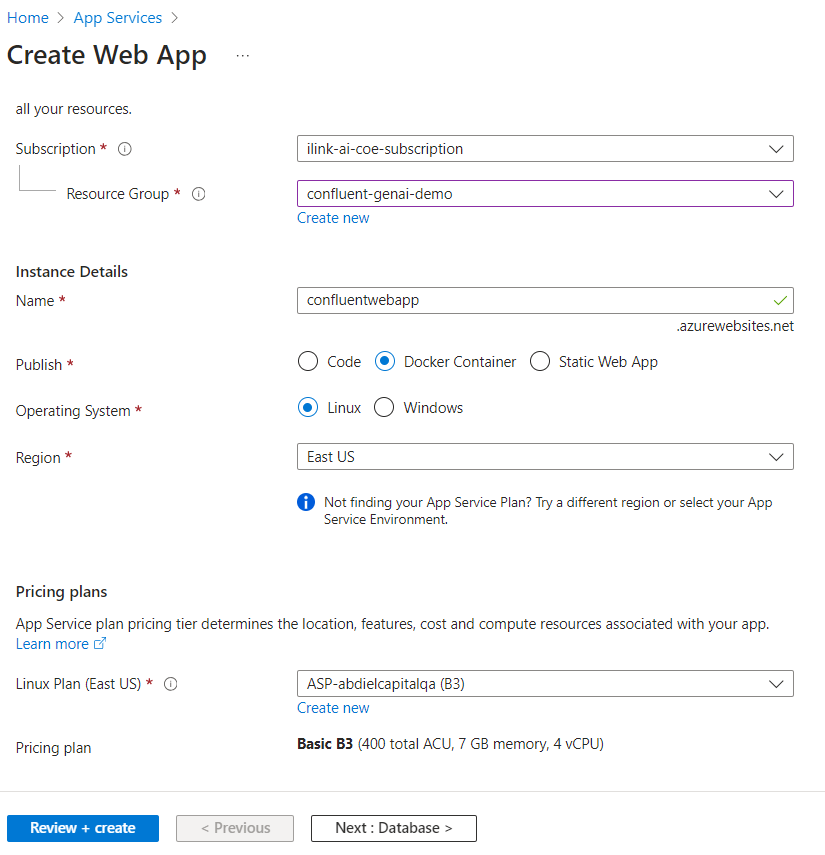 Home > App Services >
Create Web App ...
all your resources.
Subscription * ilink-ai-coe-subscription
Resource Group * confluent-genai-demo
Create new
Instance Details
Name * confluentwebapp
.azurewebsites.net
Publish * Code Docker Container Static Web App
Operating System * Linux Windows
Region * East US
Not finding your App Service Plan? Try a different region or select your App
Service Environment.
Pricing plans
App Service plan pricing tier determines the location, features, cost and compute resources associated with your app.
Learn more
Linux Plan (East US) * ASP-abdielcapitalqa (B3)
Create new
Pricing plan Basic B3 (400 total ACU, 7 GB memory, 4 vCPU)
Review + create < Previous Next : Database >